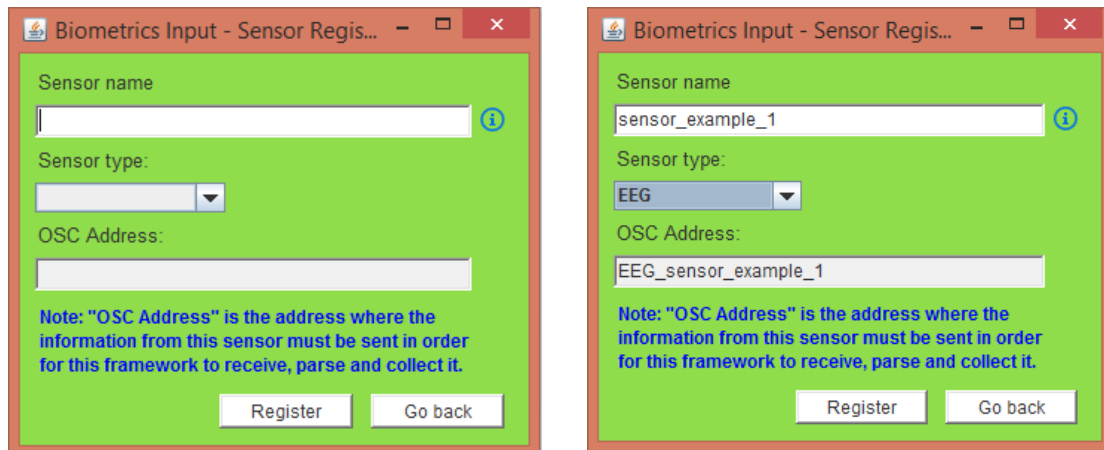 Biometrics Input - Sensor Regis...
Sensor name
Sensor type:
OSC Address:
Note: "OSC Address" is the address where the
information from this sensor must be sent in order
for this framework to receive, parse and collect it.
Register Go back
Biometrics Input - Sensor Regis...
Sensor name
sensor_example_1
Sensor type:
EEG
OSC Address:
EEG_sensor_example_1
Note: "OSC Address" is the address where the
information from this sensor must be sent in order
for this framework to receive, parse and collect it.
Register Go back